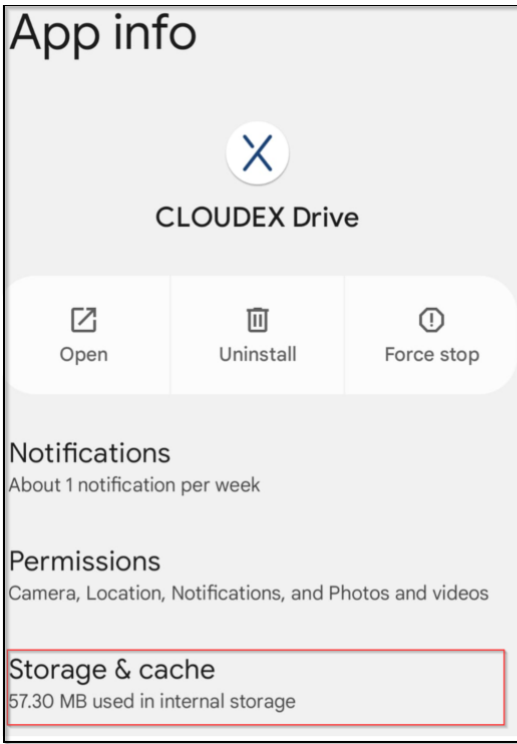 App info
CLOUDEX Drive
Open
Uninstall
Force stop
Notifications
About 1 notification per week
Permissions
Camera, Location, Notifications, and Photos and videos
Storage & cache
57.30 MB used in internal storage